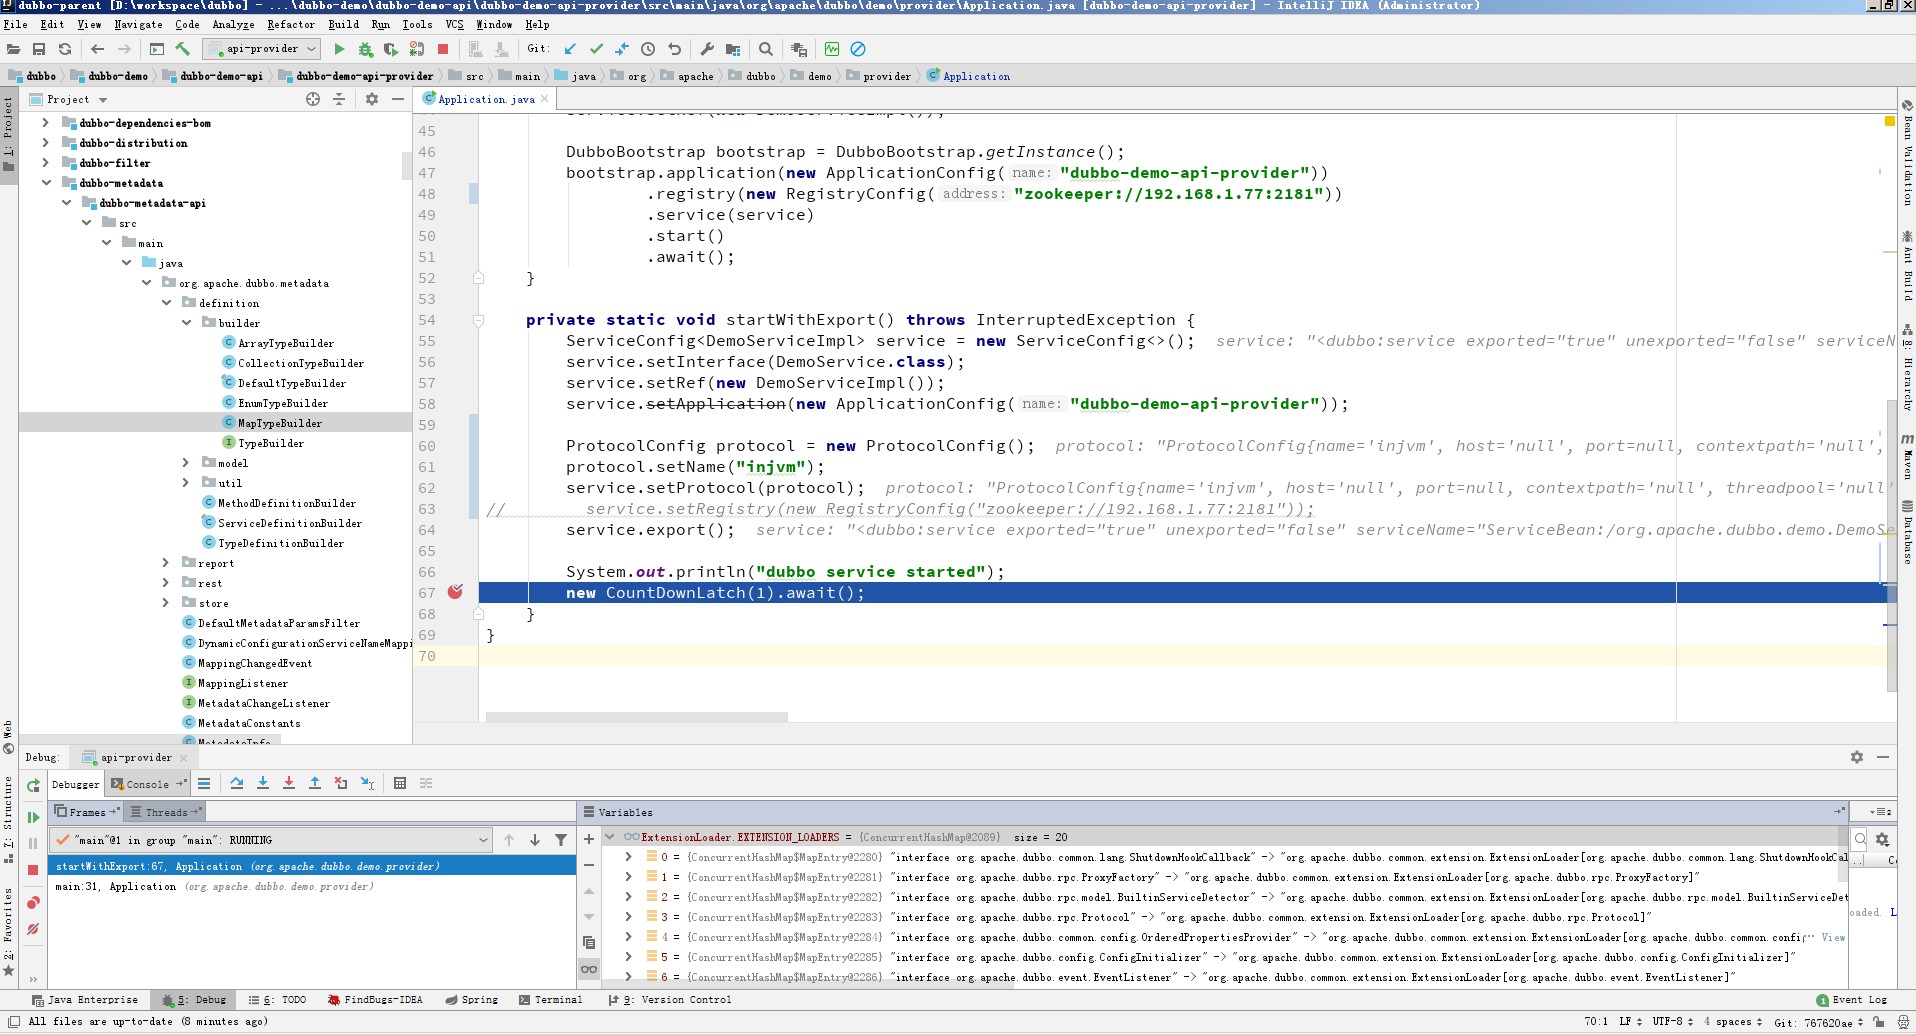 dubbo-parent [D:\workspace\dubbo] - ...\dubbo-demo\dubbo-demo-api\dubbo-demo-api-provider\src\main\java\org\apache\dubbo\demo\provider\Application.java [dubbo-demo-api-provider] - IntelliJ IDEA (Administrator)
File Edit View Navigate Code Analyze Refactor Build Run Tools VCS Window Help
api-provider Git:
dubbo dubbo-demo dubbo-demo-api dubbo-demo-api-provider src main java org apache dubbo demo provider Application
Project
Application.java
1: Project
dubbo-dependencies-bom
dubbo-distribution
dubbo-filter
dubbo-metadata
dubbo-metadata-api
src
main
java
org.apache.dubbo.metadata
definition
builder
ArrayTypeBuilder
CollectionTypeBuilder
DefaultTypeBuilder
EnumTypeBuilder
MapTypeBuilder
TypeBuilder
model
util
MethodDefinitionBuilder
ServiceDefinitionBuilder
TypeDefinitionBuilder
report
rest
store
DefaultMetadataParamsFilter
DynamicConfigurationServiceNameMappi
MappingChangedEvent
MappingListener
MetadataChangeListener
MetadataConstants
MetadataInfo
45
46 DubboBootstrap bootstrap = DubboBootstrap.getInstance();
47 bootstrap.application(new ApplicationConfig( name: "dubbo-demo-api-provider"))
48 .registry(new RegistryConfig( address: "zookeeper://192.168.1.77:2181"))
49 .service(service)
50 .start()
51 .await();
52 }
53
54 private static void startWithExport() throws InterruptedException {
55 ServiceConfig<DemoServiceImpl> service = new ServiceConfig<>(); service: "<dubbo:service exported="true" unexported="false" serviceN
56 service.setInterface(DemoService.class);
57 service.setRef(new DemoServiceImpl());
58 service.setApplication(new ApplicationConfig( name: "dubbo-demo-api-provider"));
59
60 ProtocolConfig protocol = new ProtocolConfig(); protocol: "ProtocolConfig{name='injvm', host='null', port=null, contextpath='null',
61 protocol.setName("injvm");
62 service.setProtocol(protocol); protocol: "ProtocolConfig{name='injvm', host='null', port=null, contextpath='null', threadpool='null'
63 // service.setRegistry(new RegistryConfig("zookeeper://192.168.1.77:2181"));
64 service.export(); service: "<dubbo:service exported="true" unexported="false" serviceName="ServiceBean:/org.apache.dubbo.demo.DemoSe
65
66 System.out.println("dubbo service started");
67 new CountDownLatch(1).await();
68 }
69 }
70
Bean Validation
Ant Build
8: Hierarchy
Maven
Database
Web
7: Structure
2: Favorites
Debug: api-provider
Debugger Console
Frames Threads
"main"@1 in group "main": RUNNING
startWithExport:67, Application (org.apache.dubbo.demo.provider)
main:31, Application (org.apache.dubbo.demo.provider)
Variables
ExtensionLoader.EXTENSION_LOADERS = {ConcurrentHashMap@2089} size = 20
0 = {ConcurrentHashMap$MapEntry@2280} "interface org.apache.dubbo.common.lang.ShutdownHookCallback" -> "org.apache.dubbo.common.extension.ExtensionLoader[org.apache.dubbo.common.lang.ShutdownHookCal
1 = {ConcurrentHashMap$MapEntry@2281} "interface org.apache.dubbo.rpc.ProxyFactory" -> "org.apache.dubbo.common.extension.ExtensionLoader[org.apache.dubbo.rpc.ProxyFactory]"
2 = {ConcurrentHashMap$MapEntry@2282} "interface org.apache.dubbo.rpc.model.BuiltinServiceDetector" -> "org.apache.dubbo.common.extension.ExtensionLoader[org.apache.dubbo.rpc.model.BuiltinServiceDet
3 = {ConcurrentHashMap$MapEntry@2283} "interface org.apache.dubbo.rpc.Protocol" -> "org.apache.dubbo.common.extension.ExtensionLoader[org.apache.dubbo.rpc.Protocol]"
4 = {ConcurrentHashMap$MapEntry@2284} "interface org.apache.dubbo.common.config.OrderedPropertiesProvider" -> "org.apache.dubbo.common.extension.ExtensionLoader[org.apache.dubbo.common.confi... View
5 = {ConcurrentHashMap$MapEntry@2285} "interface org.apache.dubbo.config.ConfigInitializer" -> "org.apache.dubbo.common.extension.ExtensionLoader[org.apache.dubbo.config.ConfigInitializer]"
6 = {ConcurrentHashMap$MapEntry@2286} "interface org.apache.dubbo.event.EventListener" -> "org.apache.dubbo.common.extension.ExtensionLoader[org.apache.dubbo.event.EventListener]"
oaded. L
Java Enterprise 5: Debug 6: TODO FindBugs-IDEA Spring Terminal 9: Version Control 1 Event Log
All files are up-to-date (8 minutes ago) 70:1 LF UTF-8 4 spaces Git: 767620ae